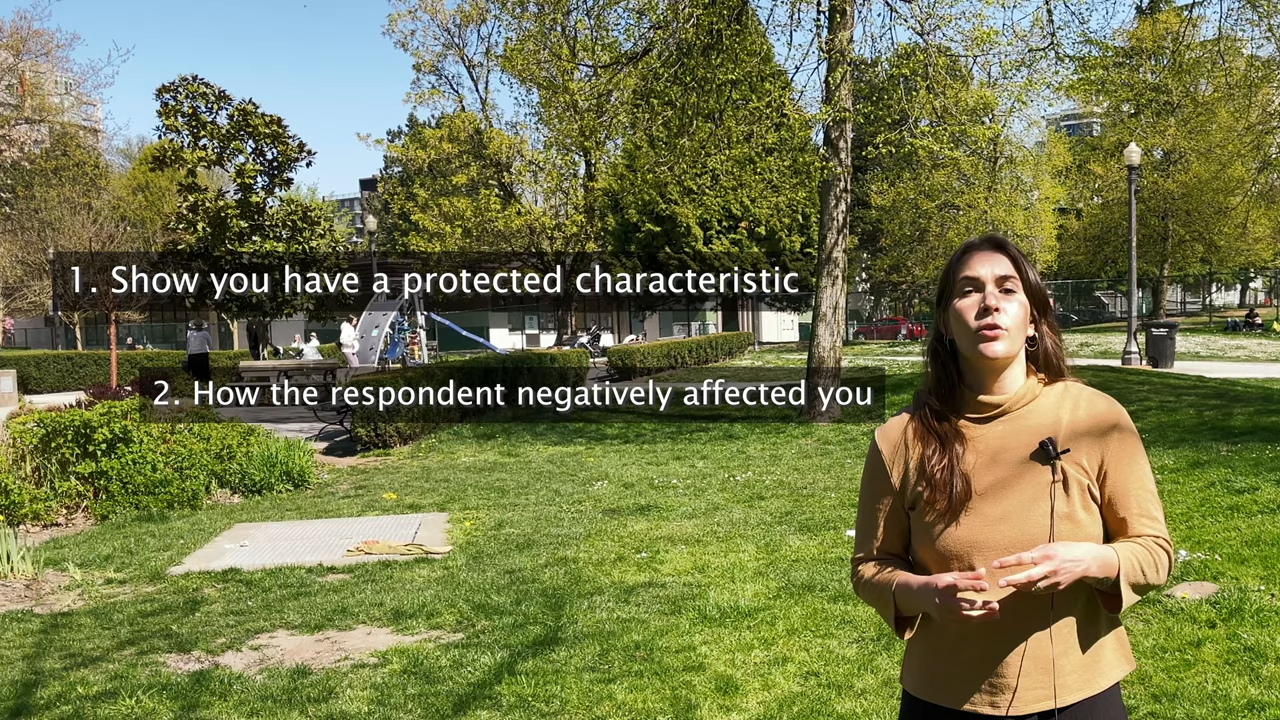 1. Show you have a protected characteristic
2. How the respondent negatively affected you